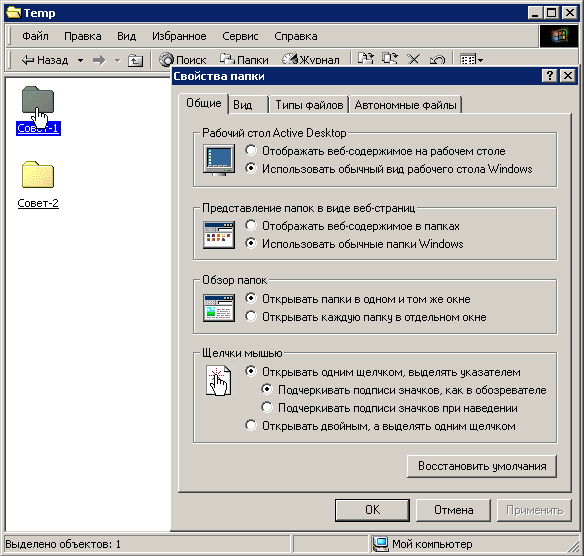 Temp
Файл Правка Вид Избранное Сервис Справка
Назад Поиск Папки Журнал
Свойства папки
Общие Вид Типы файлов Автономные файлы
Совет-1
Совет-2
Рабочий стол Active Desktop
Отображать веб-содержимое на рабочем столе
Использовать обычный вид рабочего стола Windows
Представление папок в виде веб-страниц
Отображать веб-содержимое в папках
Использовать обычные папки Windows
Обзор папок
Открывать папки в одном и том же окне
Открывать каждую папку в отдельном окне
Щелчки мышью
Открывать одним щелчком, выделять указателем
Подчеркивать подписи значков, как в обозревателе
Подчеркивать подписи значков при наведении
Открывать двойным, а выделять одним щелчком
Восстановить умолчания
OK Отмена Применить
Выделено объектов: 1 Мой компьютер